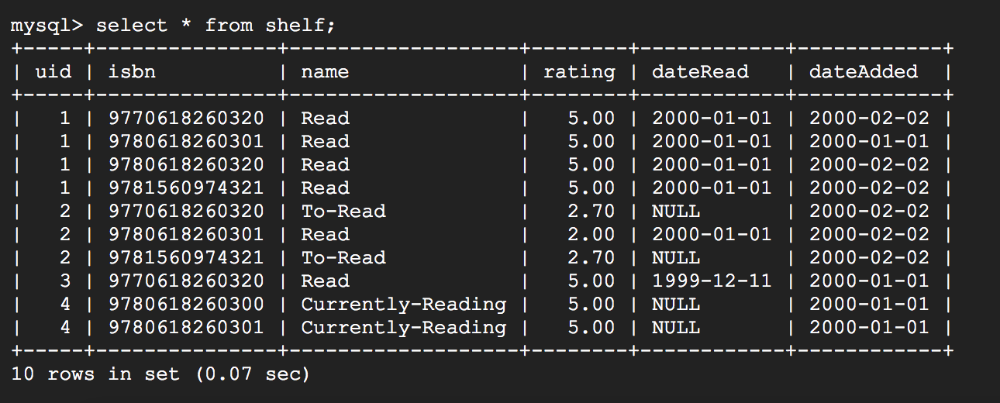 mysql> select * from shelf;
+-----+---------------+-------------------+--------+------------+------------+
| uid | isbn          | name              | rating | dateRead   | dateAdded  |
+-----+---------------+-------------------+--------+------------+------------+
|   1 | 9770618260320 | Read              |   5.00 | 2000-01-01 | 2000-02-02 |
|   1 | 9780618260301 | Read              |   5.00 | 2000-01-01 | 2000-01-01 |
|   1 | 9780618260320 | Read              |   5.00 | 2000-01-01 | 2000-02-02 |
|   1 | 9781560974321 | Read              |   5.00 | 2000-01-01 | 2000-02-02 |
|   2 | 9770618260320 | To-Read           |   2.70 | NULL       | 2000-02-02 |
|   2 | 9780618260301 | Read              |   2.00 | 2000-01-01 | 2000-02-02 |
|   2 | 9781560974321 | To-Read           |   2.70 | NULL       | 2000-02-02 |
|   3 | 9770618260320 | Read              |   5.00 | 1999-12-11 | 2000-01-01 |
|   4 | 9780618260300 | Currently-Reading |   5.00 | NULL       | 2000-01-01 |
|   4 | 9780618260301 | Currently-Reading |   5.00 | NULL       | 2000-01-01 |
+-----+---------------+-------------------+--------+------------+------------+
10 rows in set (0.07 sec)